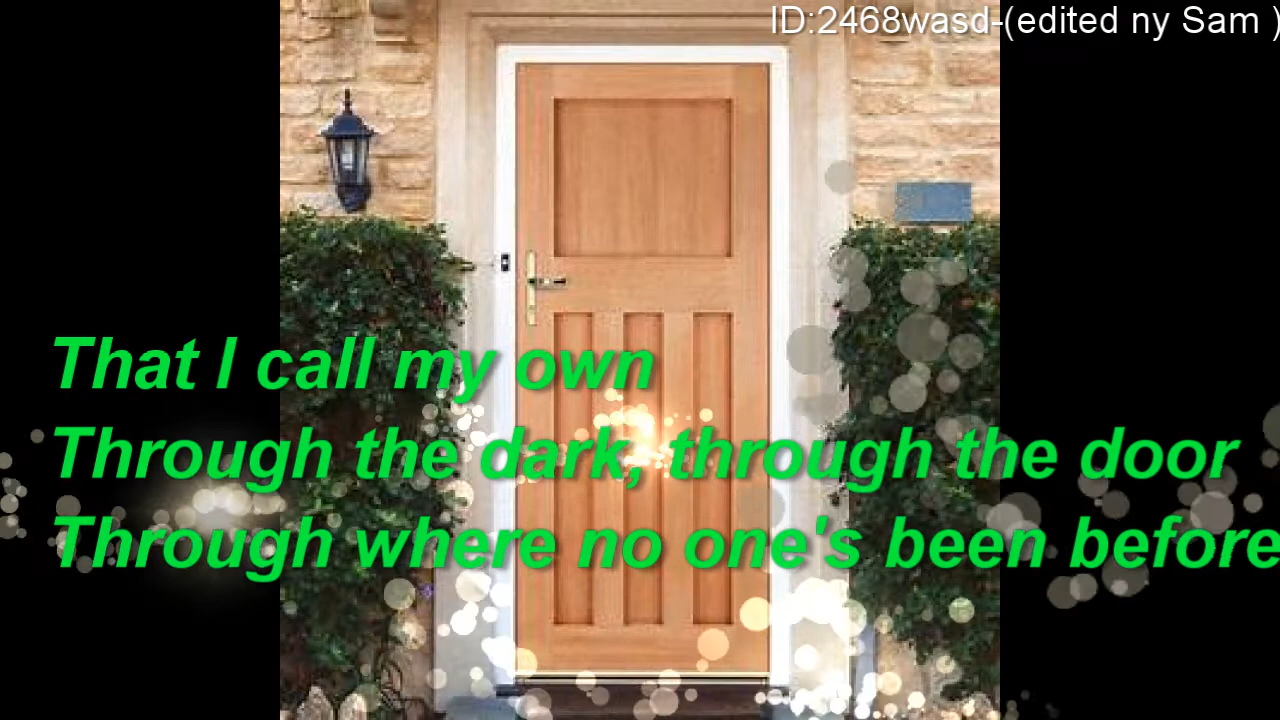 ID:2468wasd-(edited ny Sam )
That I call my own
Through the dark, through the door
Through where no one's been before